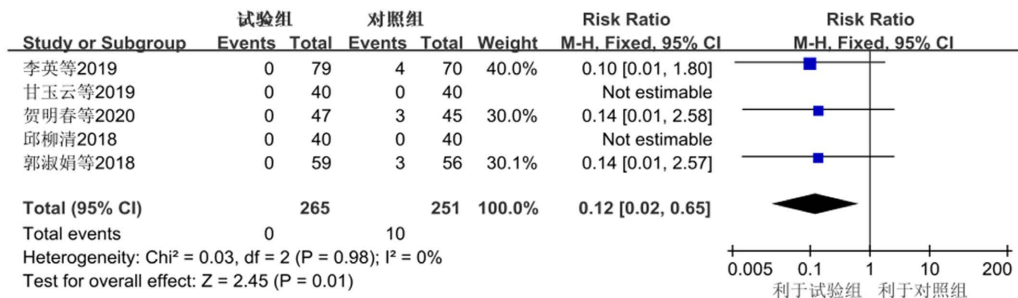 试验组 对照组 Risk Ratio Risk Ratio
Study or Subgroup Events Total Events Total Weight M-H, Fixed, 95% CI M-H, Fixed, 95% CI
李英等2019 0 79 4 70 40.0% 0.10 [0.01, 1.80]
甘玉云2019 0 40 0 40 Not estimable
贺明春等2020 0 47 3 45 30.0% 0.14 [0.01, 2.58]
邱柳清2018 0 40 0 40 Not estimable
郭淑娟等2018 0 59 3 56 30.1% 0.14 [0.01, 2.57]
Total (95% CI) 265 251 100.0% 0.12 [0.02, 0.65]
Total events 0 10
Heterogeneity: Chi² = 0.03, df = 2 (P = 0.98); I² = 0%
Test for overall effect: Z = 2.45 (P = 0.01)
0.005 0.1 1 10 200
利于试验组 利于对照组